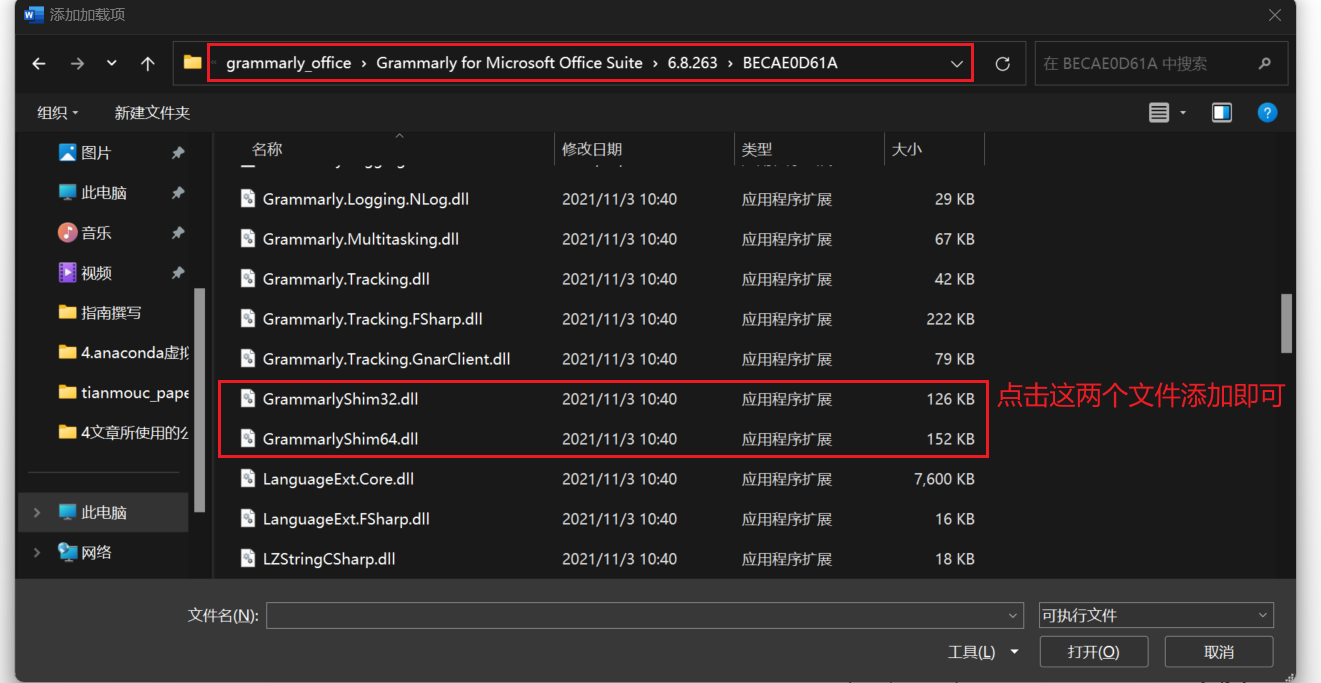 添加加载项
grammarly_office › Grammarly for Microsoft Office Suite › 6.8.263 › BECAE0D61A
在 BECAE0D61A 中搜索
组织
新建文件夹
图片
此电脑
音乐
视频
指南撰写
4.anaconda虚拟
tianmouc_pape
4文章所使用的公
此电脑
网络
名称 修改日期 类型 大小
Grammarly.Logging.NLog.dll 2021/11/3 10:40 应用程序扩展 29 KB
Grammarly.Multitasking.dll 2021/11/3 10:40 应用程序扩展 67 KB
Grammarly.Tracking.dll 2021/11/3 10:40 应用程序扩展 42 KB
Grammarly.Tracking.FSharp.dll 2021/11/3 10:40 应用程序扩展 222 KB
Grammarly.Tracking.GnarClient.dll 2021/11/3 10:40 应用程序扩展 79 KB
GrammarlyShim32.dll 2021/11/3 10:40 应用程序扩展 126 KB
GrammarlyShim64.dll 2021/11/3 10:40 应用程序扩展 152 KB
LanguageExt.Core.dll 2021/11/3 10:40 应用程序扩展 7,600 KB
LanguageExt.FSharp.dll 2021/11/3 10:40 应用程序扩展 16 KB
LZStringCSharp.dll 2021/11/3 10:40 应用程序扩展 18 KB
点击这两个文件添加即可
文件名(N):
可执行文件
工具(L)
打开(O)
取消